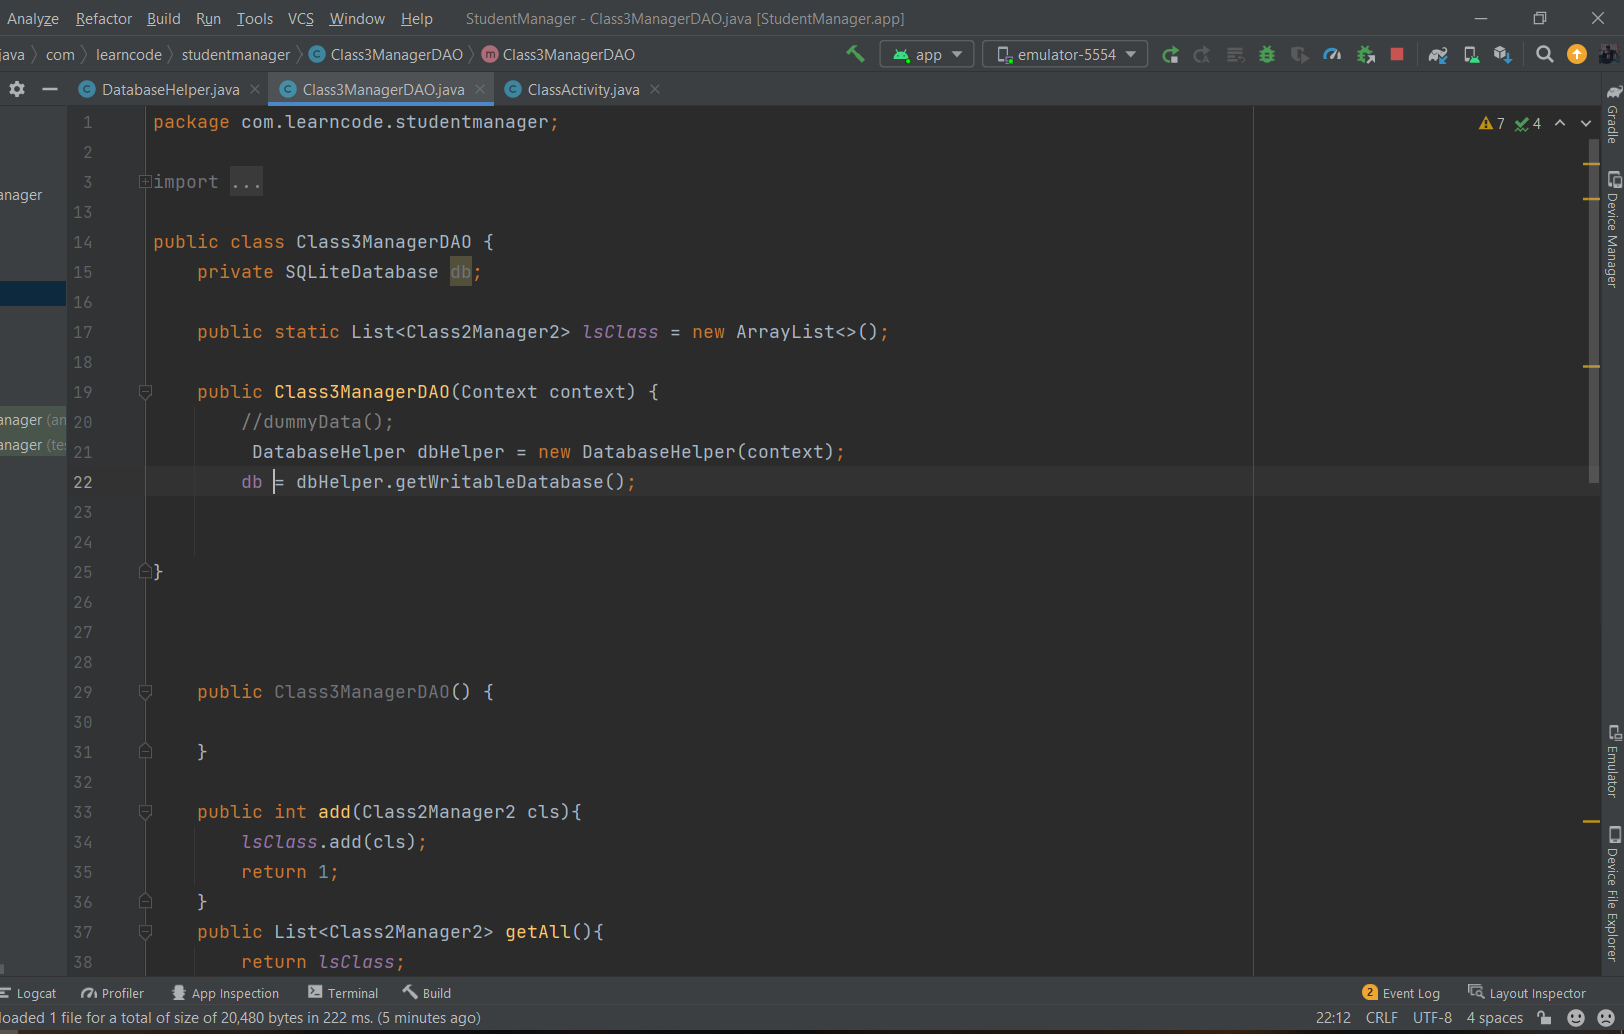 Analyze Refactor Build Run Tools VCS Window Help StudentManager - Class3ManagerDAO.java [StudentManager.app]
java com learncode studentmanager Class3ManagerDAO Class3ManagerDAO app emulator-5554
DatabaseHelper.java Class3ManagerDAO.java ClassActivity.java
1 package com.learncode.studentmanager; 7 4
2
3 import ...
13
14 public class Class3ManagerDAO {
15 private SQLiteDatabase db;
16
17 public static List<Class2Manager2> lsClass = new ArrayList<>();
18
19 public Class3ManagerDAO(Context context) {
20 //dummyData();
21 DatabaseHelper dbHelper = new DatabaseHelper(context);
22 db = dbHelper.getWritableDatabase();
23
24
25 }
26
27
28
29 public Class3ManagerDAO() {
30
31 }
32
33 public int add(Class2Manager2 cls){
34 lsClass.add(cls);
35 return 1;
36 }
37 public List<Class2Manager2> getAll(){
38 return lsClass;
anager
anager (an
anager (te
Gradle
Device Manager
Emulator
Device File Explorer
Logcat Profiler App Inspection Terminal Build 2 Event Log Layout Inspector
loaded 1 file for a total of size of 20,480 bytes in 222 ms. (5 minutes ago) 22:12 CRLF UTF-8 4 spaces